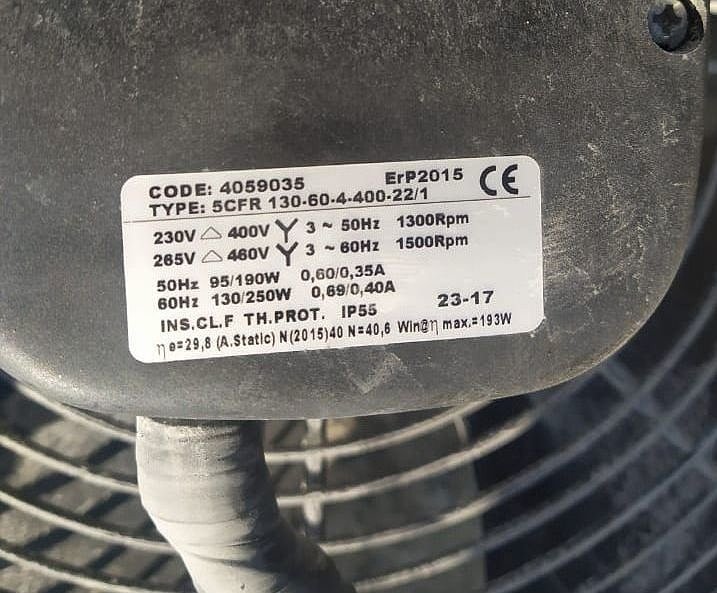 CODE: 4059035 ErP2015 CE
TYPE: 5CFR 130-60-4-400-22/1
230V △ 400V Y 3 ~ 50Hz 1300Rpm
265V △ 460V Y 3 ~ 60Hz 1500Rpm
50Hz 95/190W 0,60/0,35A
60Hz 130/250W 0,69/0,40A
INS.CL.F TH.PROT. IP55 23-17
η e=29,8 (A.Static) N(2015)40 N=40,6 Win@η max.=193W